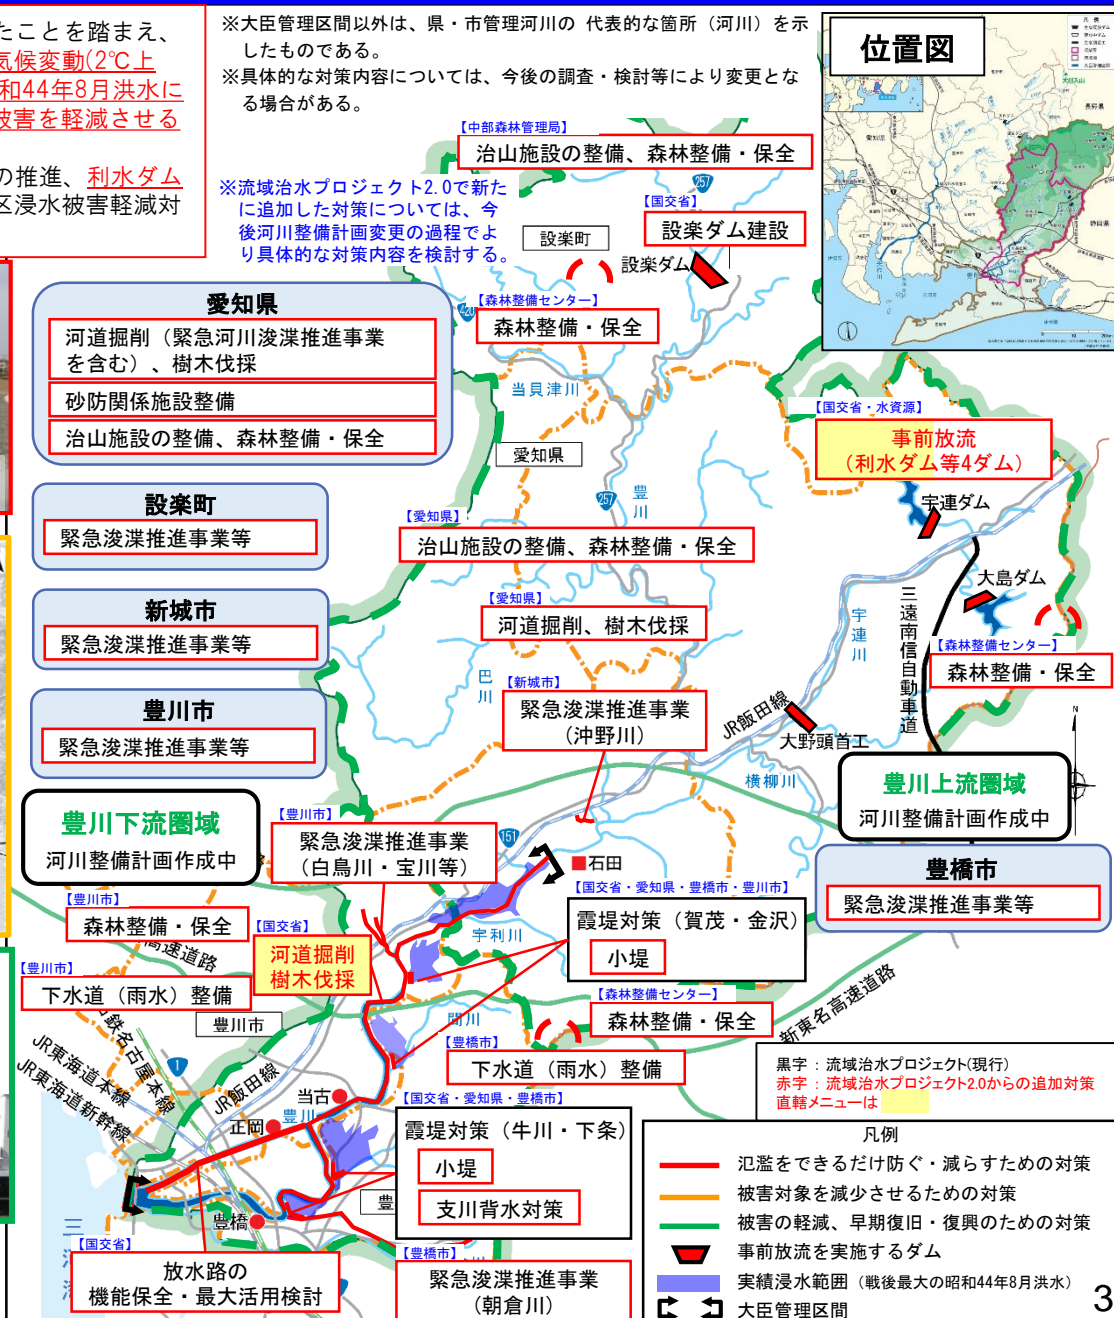 たことを踏まえ、
気候変動(2℃上
和44年8月洪水に
被害を軽減させる
の推進、利水ダム
区浸水被害軽減対
※大臣管理区間以外は、県・市管理河川の 代表的な箇所（河川）を示
したものである。
※具体的な対策内容については、今後の調査・検討等により変更とな
る場合がある。
位置図
愛知県
長野県
静岡県
【中部森林管理局】
治山施設の整備、森林整備・保全
※流域治水プロジェクト2.0で新た
に追加した対策については、今
後河川整備計画変更の過程でよ
り具体的な対策内容を検討する。
257
【国交省】
設楽ダム建設
設楽町
設楽ダム
【森林整備センター】
森林整備・保全
420
愛知県
河道掘削（緊急河川浚渫推進事業
を含む）、樹木伐採
砂防関係施設整備
治山施設の整備、森林整備・保全
当貝津川
愛知県
【国交省・水資源】
事前放流
（利水ダム等4ダム）
257
豊川
宇連ダム
設楽町
緊急浚渫推進事業等
【愛知県】
治山施設の整備、森林整備・保全
大島ダム
新城市
緊急浚渫推進事業等
【愛知県】
河道掘削、樹木伐採
宇連川
三遠南信自動車道
【森林整備センター】
森林整備・保全
巴川
【新城市】
緊急浚渫推進事業
（沖野川）
JR飯田線
大野頭首工
N
豊川市
緊急浚渫推進事業等
横柳川
豊川上流圏域
河川整備計画作成中
豊川下流圏域
河川整備計画作成中
【豊川市】
緊急浚渫推進事業
（白鳥川・宝川等）
151
石田
豊橋市
緊急浚渫推進事業等
【国交省・愛知県・豊橋市・豊川市】
霞堤対策（賀茂・金沢）
小堤
【豊川市】
森林整備・保全
【国交省】
河道掘削
樹木伐採
宇利川
高速道路
【豊川市】
下水道（雨水）整備
【森林整備センター】
森林整備・保全
新東名高速道路
豊川市
間川
【豊橋市】
下水道（雨水）整備
名鉄名古屋本線
JR東海道本線
JR東海道新幹線
1
JR飯田線
当古
豊川
正岡
【国交省・愛知県・豊橋市】
霞堤対策（牛川・下条）
小堤
支川背水対策
黒字 : 流域治水プロジェクト(現行)
赤字 : 流域治水プロジェクト2.0からの追加対策
直轄メニューは
凡例
氾濫をできるだけ防ぐ・減らすための対策
被害対象を減少させるための対策
被害の軽減、早期復旧・復興のための対策
事前放流を実施するダム
実績浸水範囲（戦後最大の昭和44年8月洪水）
大臣管理区間
豊
豊橋
三
【国交省】
放水路の
機能保全・最大活用検討
【豊橋市】
緊急浚渫推進事業
（朝倉川）
3